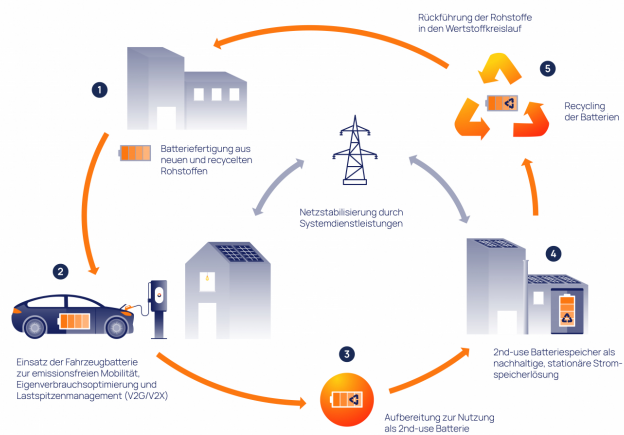 Rückführung der Rohstoffe
in den Wertstoffkreislauf
1
Batteriefertigung aus
neuen und recycelten
Rohstoffen
5
Recycling
der Batterien
Netzstabilisierung durch
Systemdienstleistungen
2
Einsatz der Fahrzeugbatterie
zur emissionsfreien Mobilität,
Eigenverbrauchsoptimierung und
Lastspitzenmanagement (V2G/V2X)
3
Aufbereitung zur Nutzung
als 2nd-use Batterie
4
2nd-use Batteriespeicher als
nachhaltige, stationäre Strom-
speicherlösung